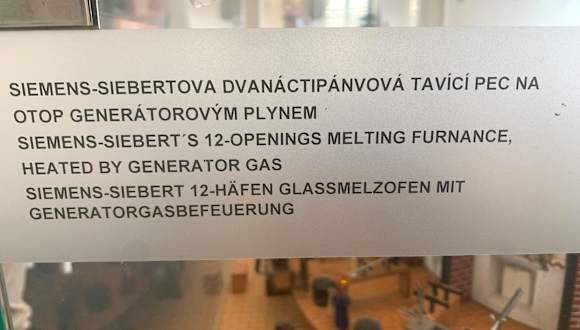 SIEMENS-SIEBERTOVA DVANÁCTIPÁNVOVÁ TAVÍCÍ PEC NA
OTOP GENERÁTOROVÝM PLYNEM
SIEMENS-SIEBERT´S 12-OPENINGS MELTING FURNANCE,
HEATED BY GENERATOR GAS
SIEMENS-SIEBERT 12-HÄFEN GLASSMELZOFEN MIT
GENERATORGASBEFEUERUNG